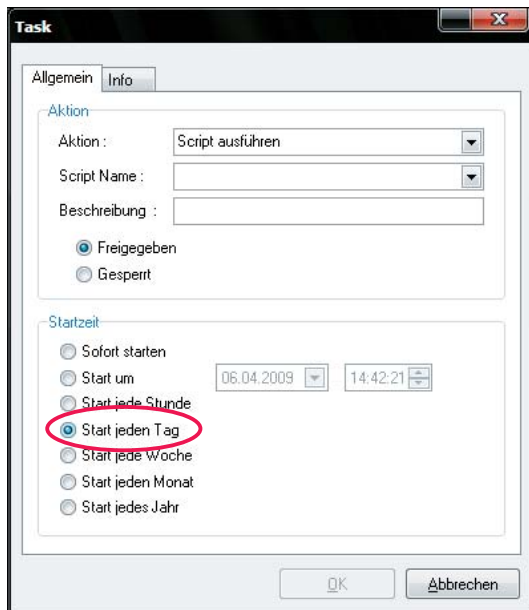 Task
Allgemein Info
Aktion
Aktion : Script ausführen
Script Name :
Beschreibung :
Freigegeben
Gesperrt
Startzeit
Sofort starten
Start um 06.04.2009 14:42:21
Start jede Stunde
Start jeden Tag
Start jede Woche
Start jeden Monat
Start jedes Jahr
OK Abbrechen